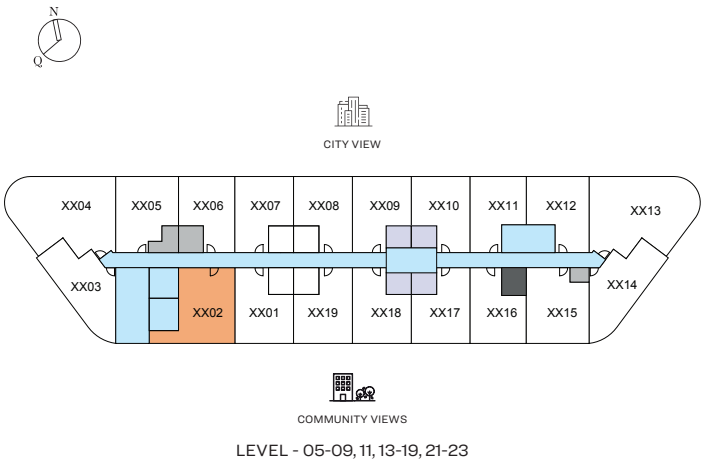 N
Q
CITY VIEW
XX04
XX05
XX06
XX07
XX08
XX09
XX10
XX11
XX12
XX13
XX03
XX02
XX01
XX19
XX18
XX17
XX16
XX15
XX14
COMMUNITY VIEWS
LEVEL - 05-09, 11, 13-19, 21-23